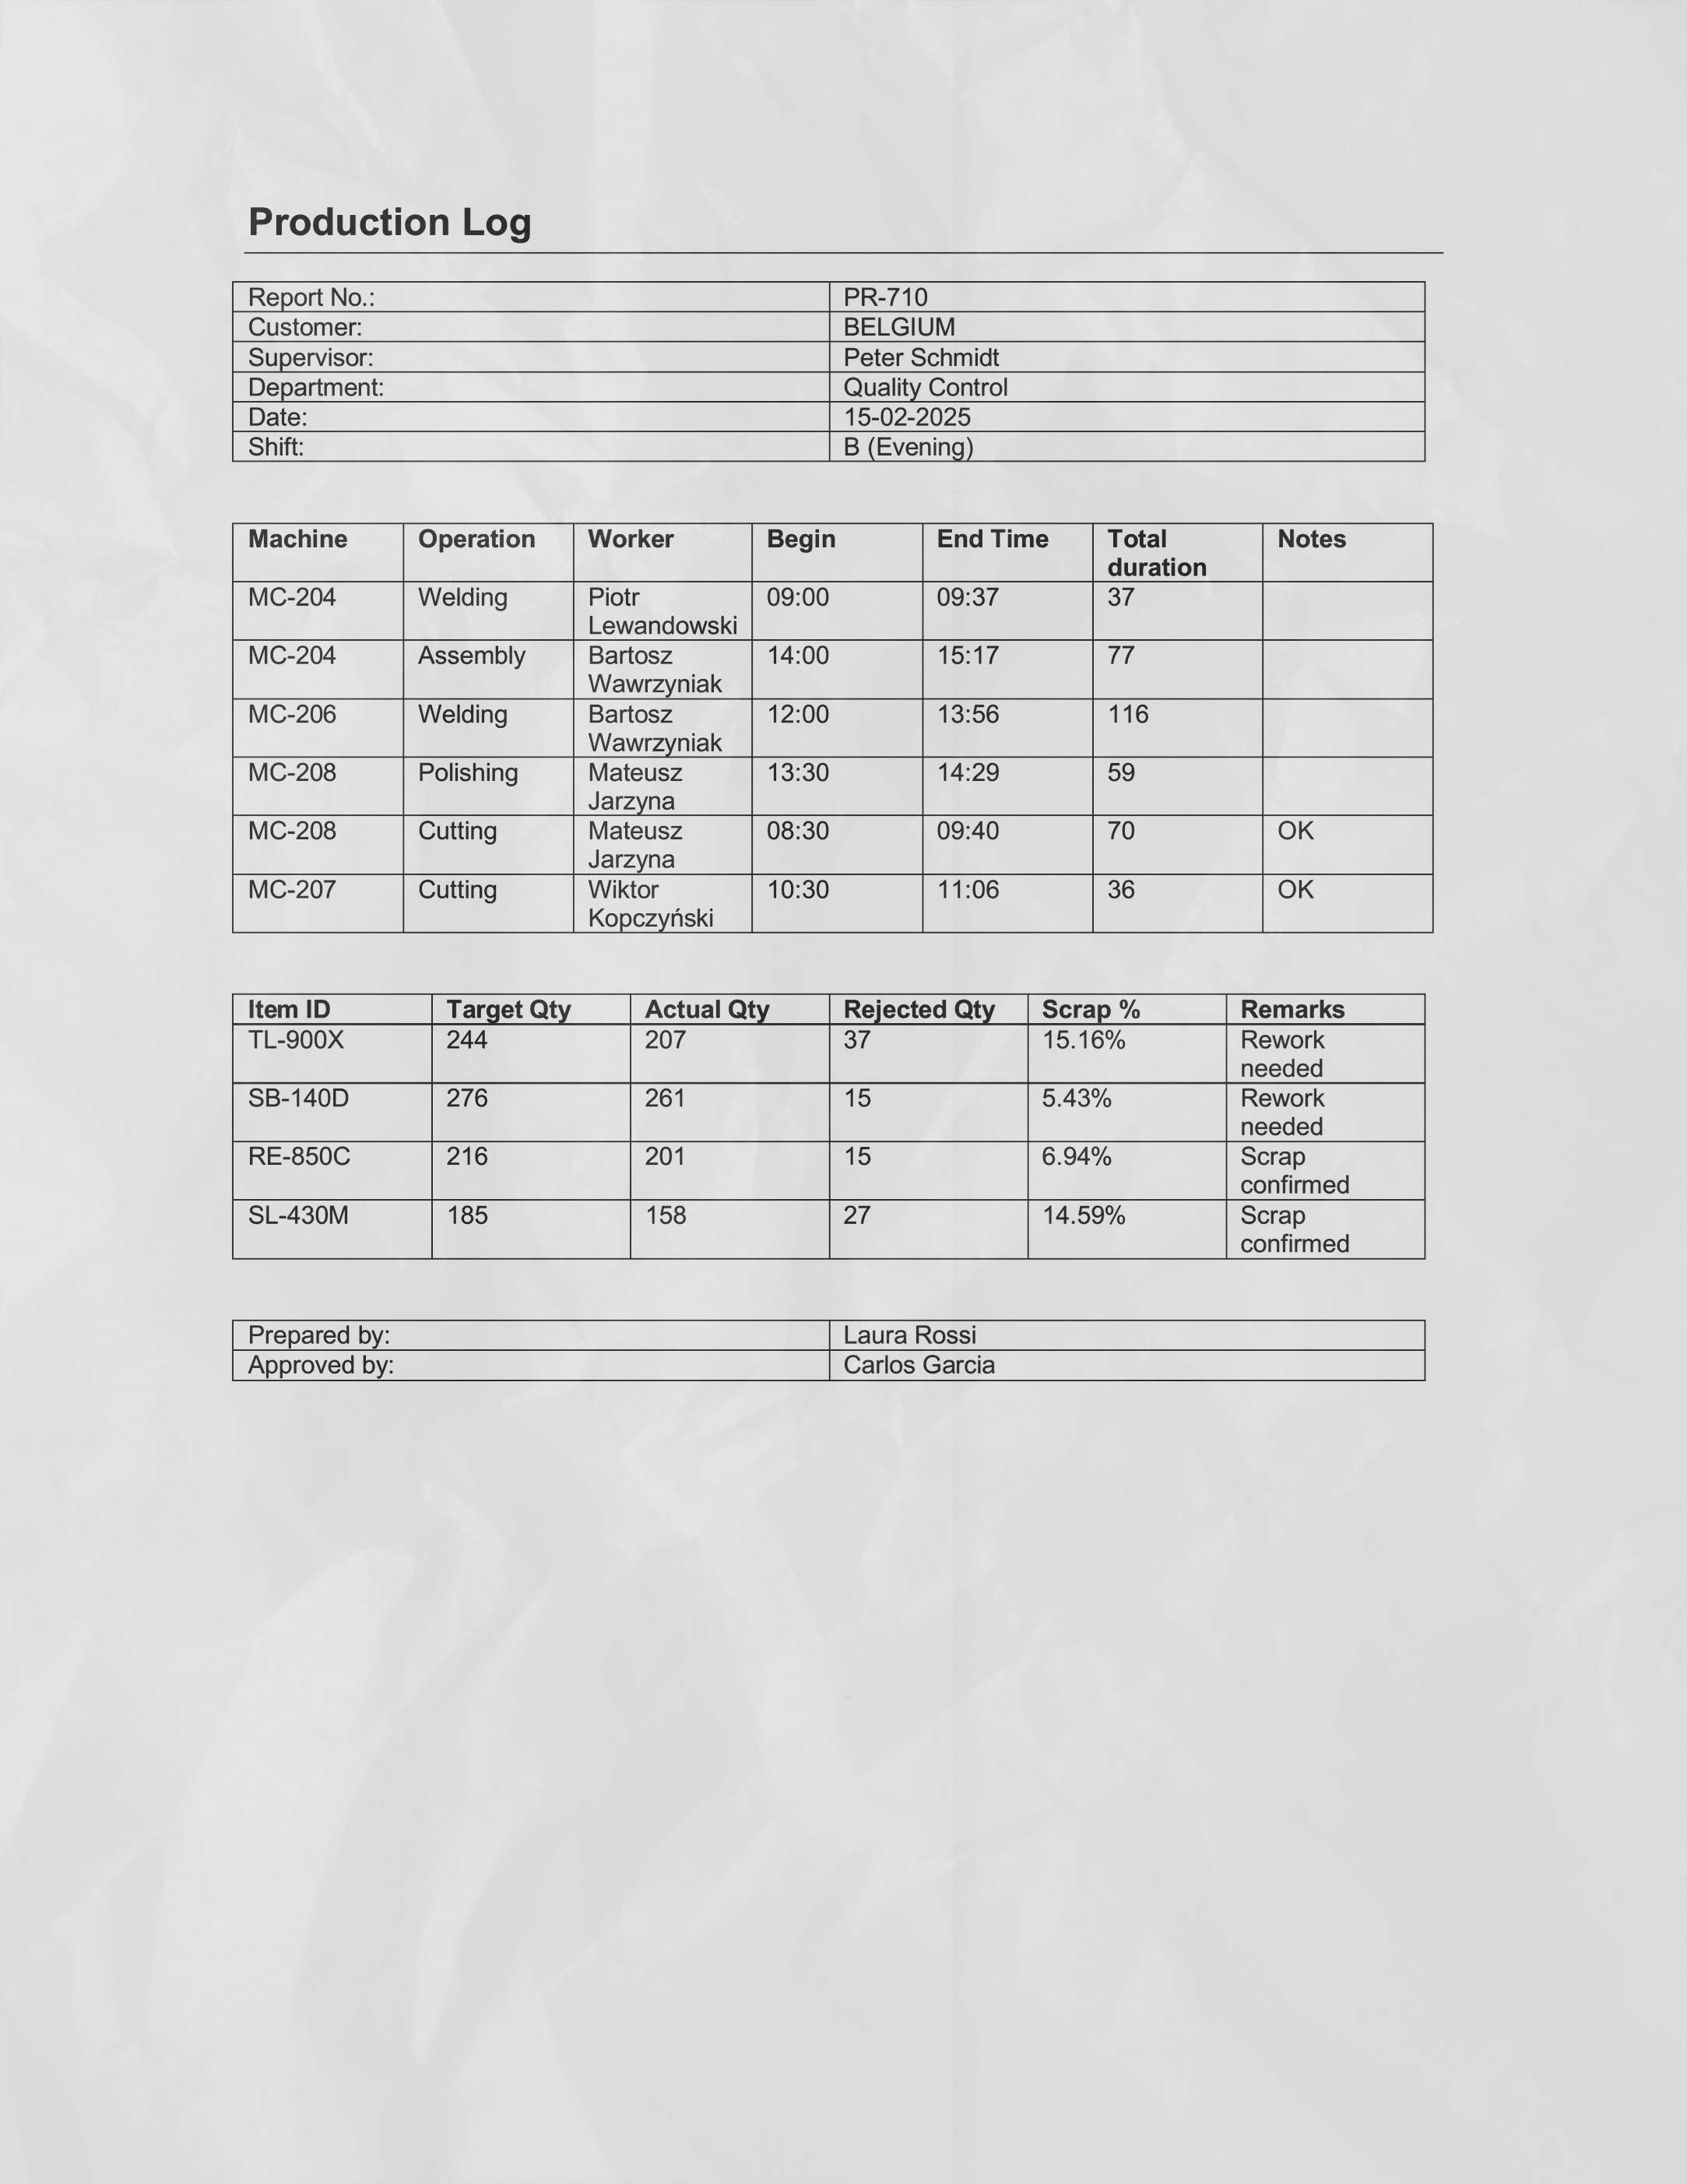 Production Log
Report No.: PR-710
Customer: BELGIUM
Supervisor: Peter Schmidt
Department: Quality Control
Date: 15-02-2025
Shift: B (Evening)
Machine Operation Worker Begin End Time Total duration Notes
MC-204 Welding Piotr Lewandowski 09:00 09:37 37
MC-204 Assembly Bartosz Wawrzyniak 14:00 15:17 77
MC-206 Welding Bartosz Wawrzyniak 12:00 13:56 116
MC-208 Polishing Mateusz Jarzyna 13:30 14:29 59
MC-208 Cutting Mateusz Jarzyna 08:30 09:40 70 OK
MC-207 Cutting Wiktor Kopczyński 10:30 11:06 36 OK
Item ID Target Qty Actual Qty Rejected Qty Scrap % Remarks
TL-900X 244 207 37 15.16% Rework needed
SB-140D 276 261 15 5.43% Rework needed
RE-850C 216 201 15 6.94% Scrap confirmed
SL-430M 185 158 27 14.59% Scrap confirmed
Prepared by: Laura Rossi
Approved by: Carlos Garcia